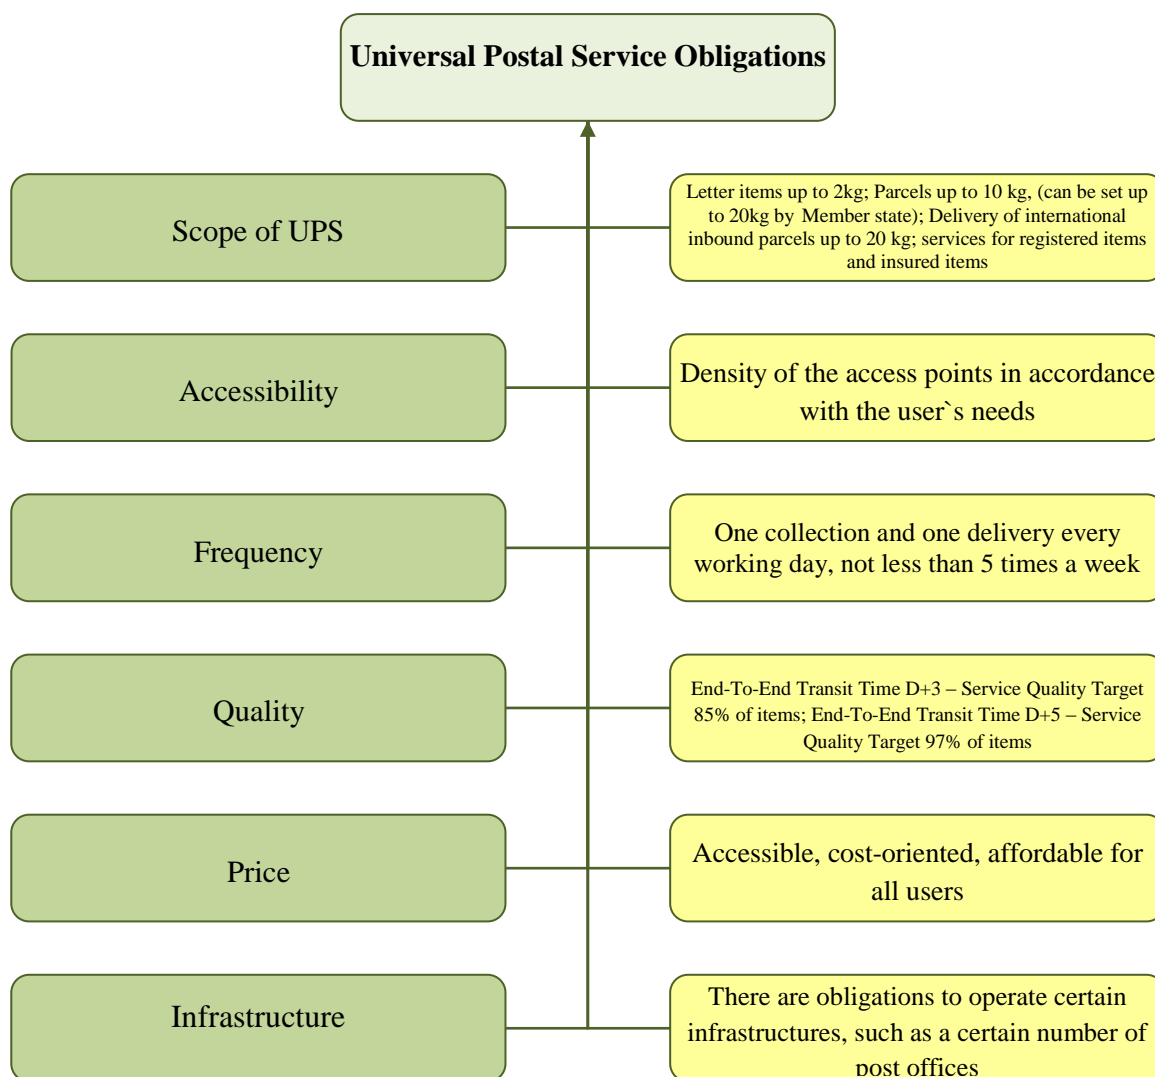 Universal Postal Service Obligations
Scope of UPS
Letter items up to 2kg; Parcels up to 10 kg, (can be set up
to 20kg by Member state); Delivery of international
inbound parcels up to 20 kg; services for registered items
and insured items
Accessibility
Density of the access points in accordance
with the user`s needs
Frequency
One collection and one delivery every
working day, not less than 5 times a week
Quality
End-To-End Transit Time D+3 – Service Quality Target
85% of items; End-To-End Transit Time D+5 – Service
Quality Target 97% of items
Price
Accessible, cost-oriented, affordable for
all users
Infrastructure
There are obligations to operate certain
infrastructures, such as a certain number of
post offices